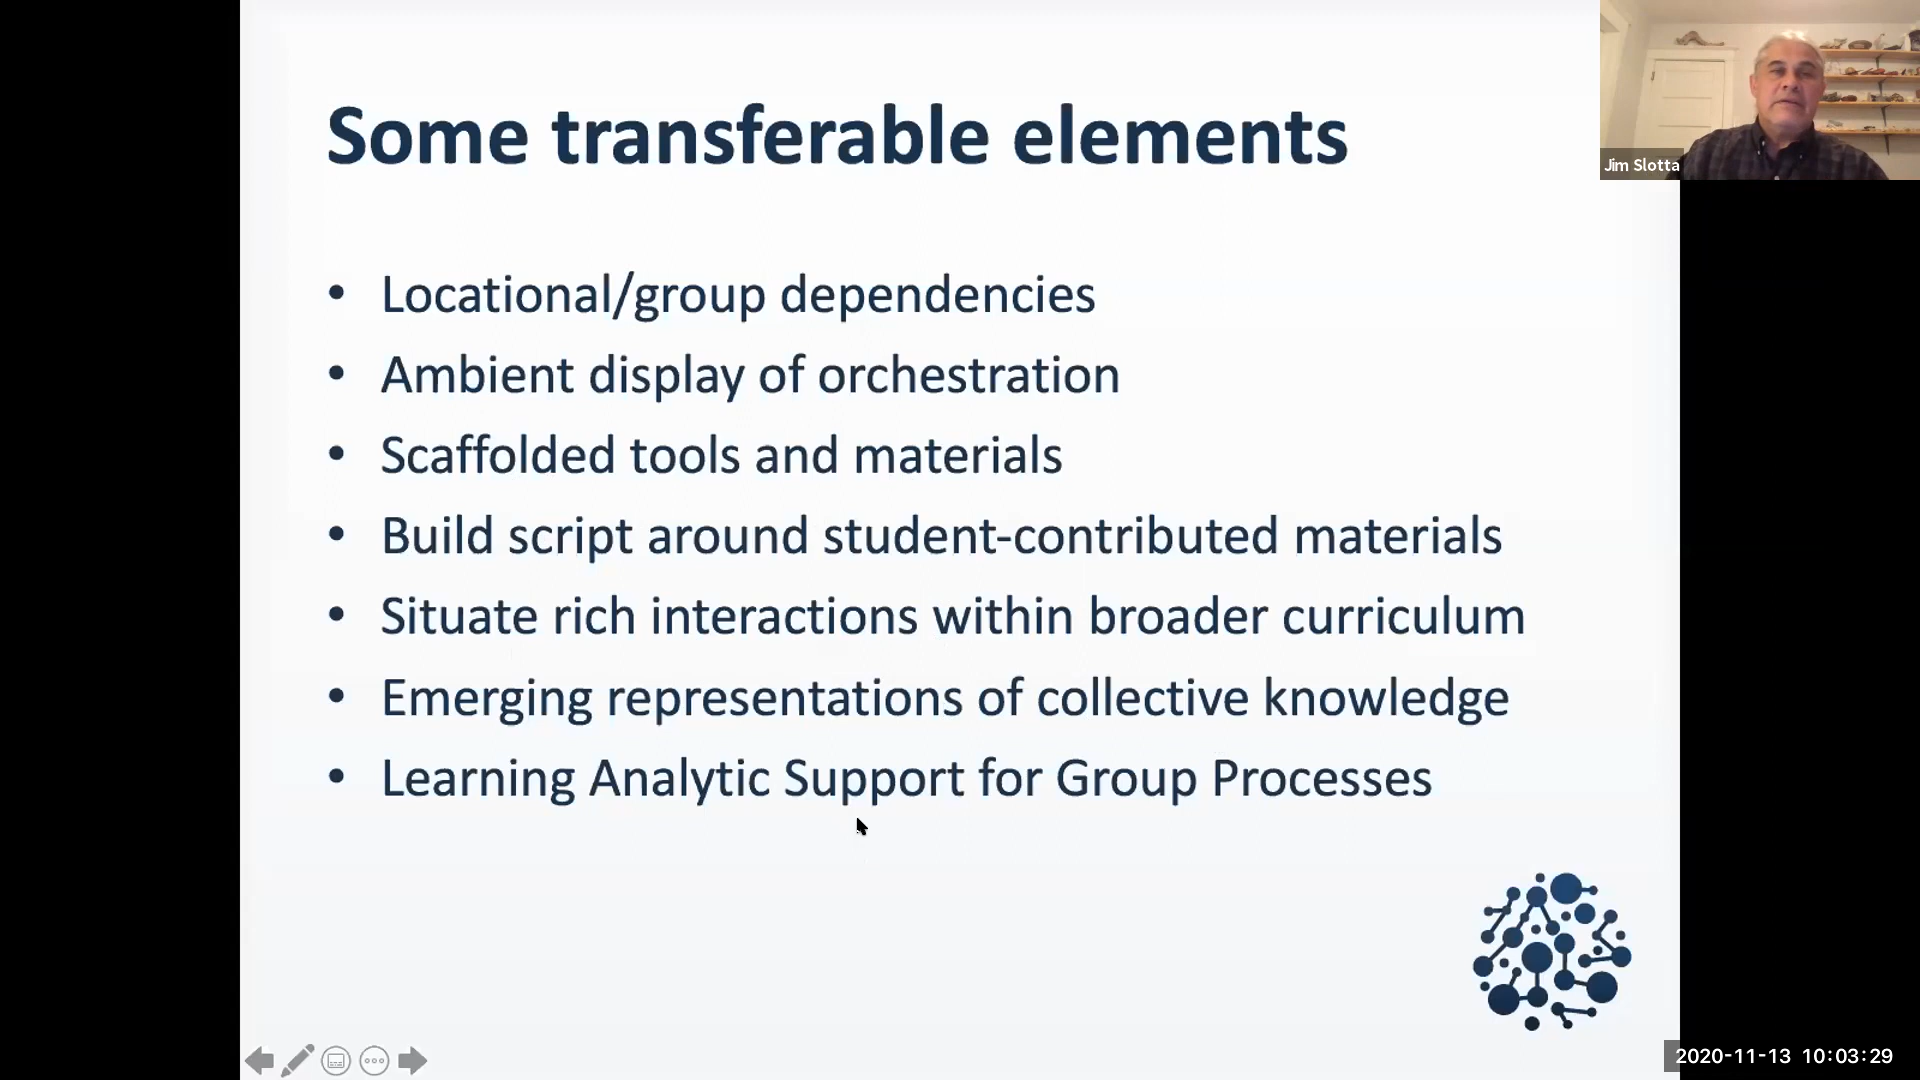 Some transferable elements
Jim Slotta
• Locational/group dependencies
• Ambient display of orchestration
• Scaffolded tools and materials
• Build script around student-contributed materials
• Situate rich interactions within broader curriculum
• Emerging representations of collective knowledge
• Learning Analytic Support for Group Processes
2020-11-13 10:03:29